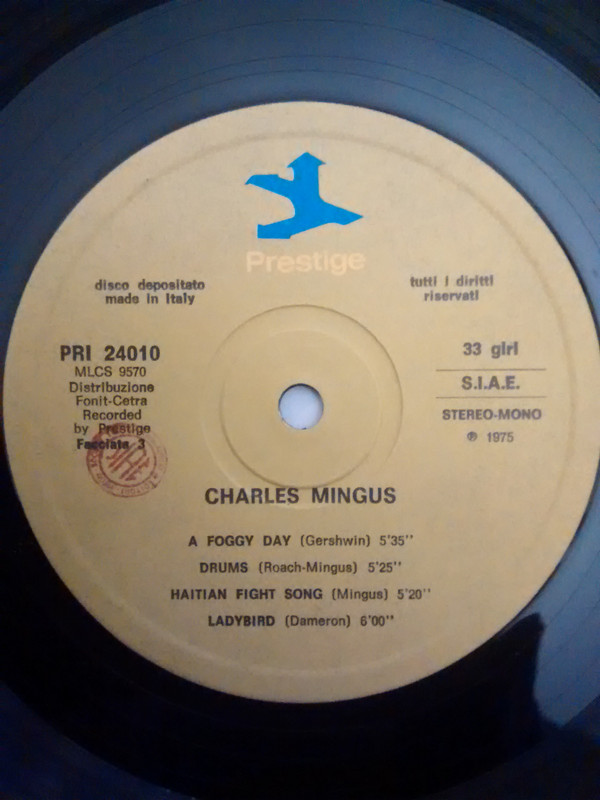 Prestige
disco depositato
made in Italy
tutti i diritti
riservati
PRI 24010
MLCS 9570
Distribuzione
Fonit-Cetra
Recorded
by Prestige
Facciata 3
33 giri
S.I.A.E.
STEREO-MONO
℗ 1975
SIAE
CHARLES MINGUS
A FOGGY DAY (Gershwin) 5'35''
DRUMS (Roach-Mingus) 5'25''
HAITIAN FIGHT SONG (Mingus) 5'20''
LADYBIRD (Dameron) 6'00''